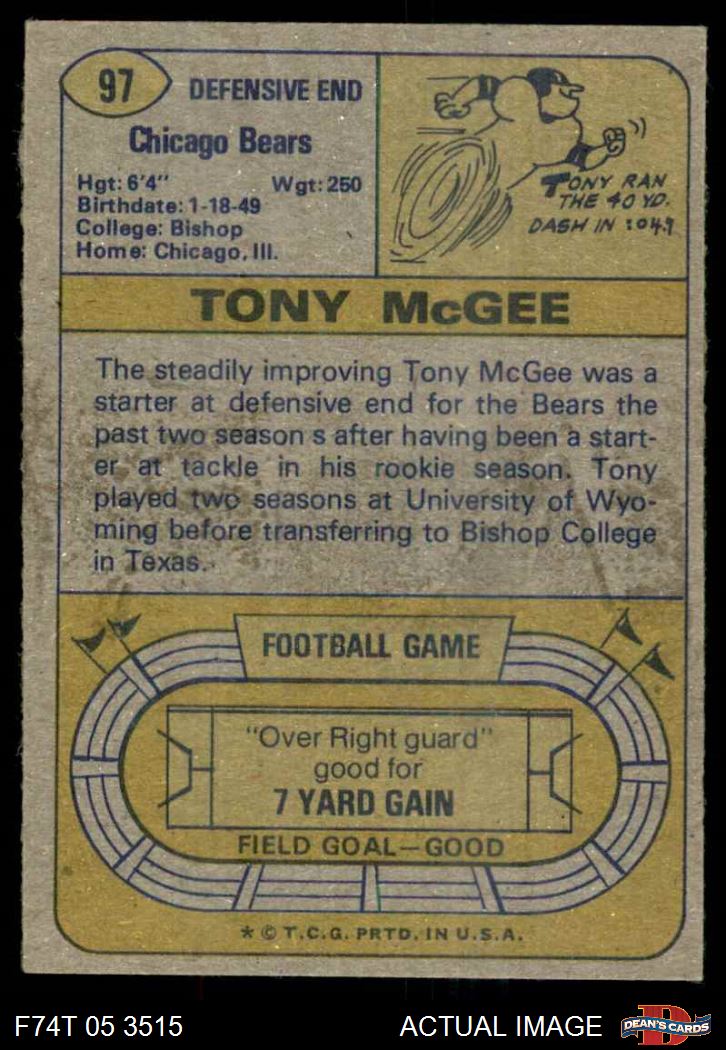 97
DEFENSIVE END
Chicago Bears
Hgt: 6'4" Wgt: 250
Birthdate: 1-18-49
College: Bishop
Home: Chicago, Ill.
TONY RAN
THE 40 YD.
DASH IN :04.9
TONY McGEE
The steadily improving Tony McGee was a
starter at defensive end for the Bears the
past two season s after having been a start-
er at tackle in his rookie season. Tony
played two seasons at University of Wyo-
ming before transferring to Bishop College
in Texas.
FOOTBALL GAME
"Over Right guard"
good for
7 YARD GAIN
FIELD GOAL—GOOD
* © T.C.G. PRTD. IN U.S.A.
F74T 05 3515 ACTUAL IMAGE
D
DEAN'S CARDS